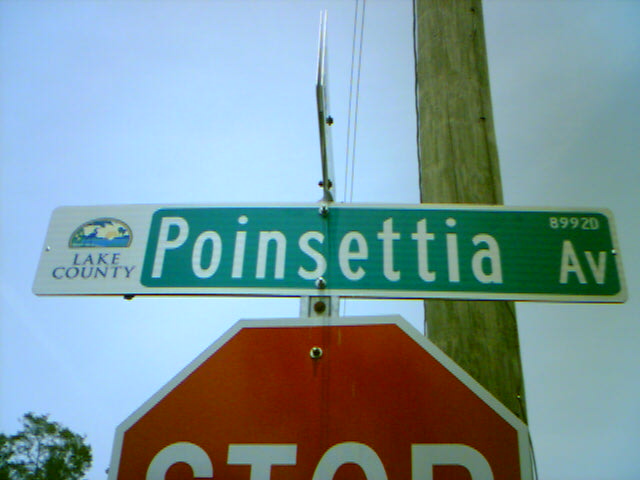 LAKE
COUNTY
Poinsettia Av
8992D
STOP